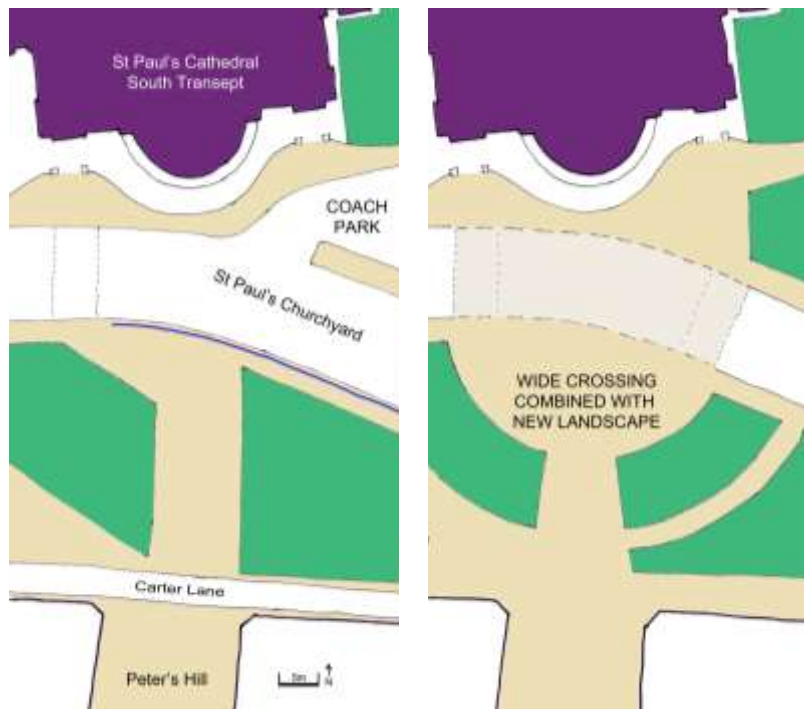 St Paul's Cathedral
South Transept
COACH
PARK
St Paul's Churchyard
WIDE CROSSING
COMBINED WITH
NEW LANDSCAPE
Carter Lane
Peter's Hill
5m
N